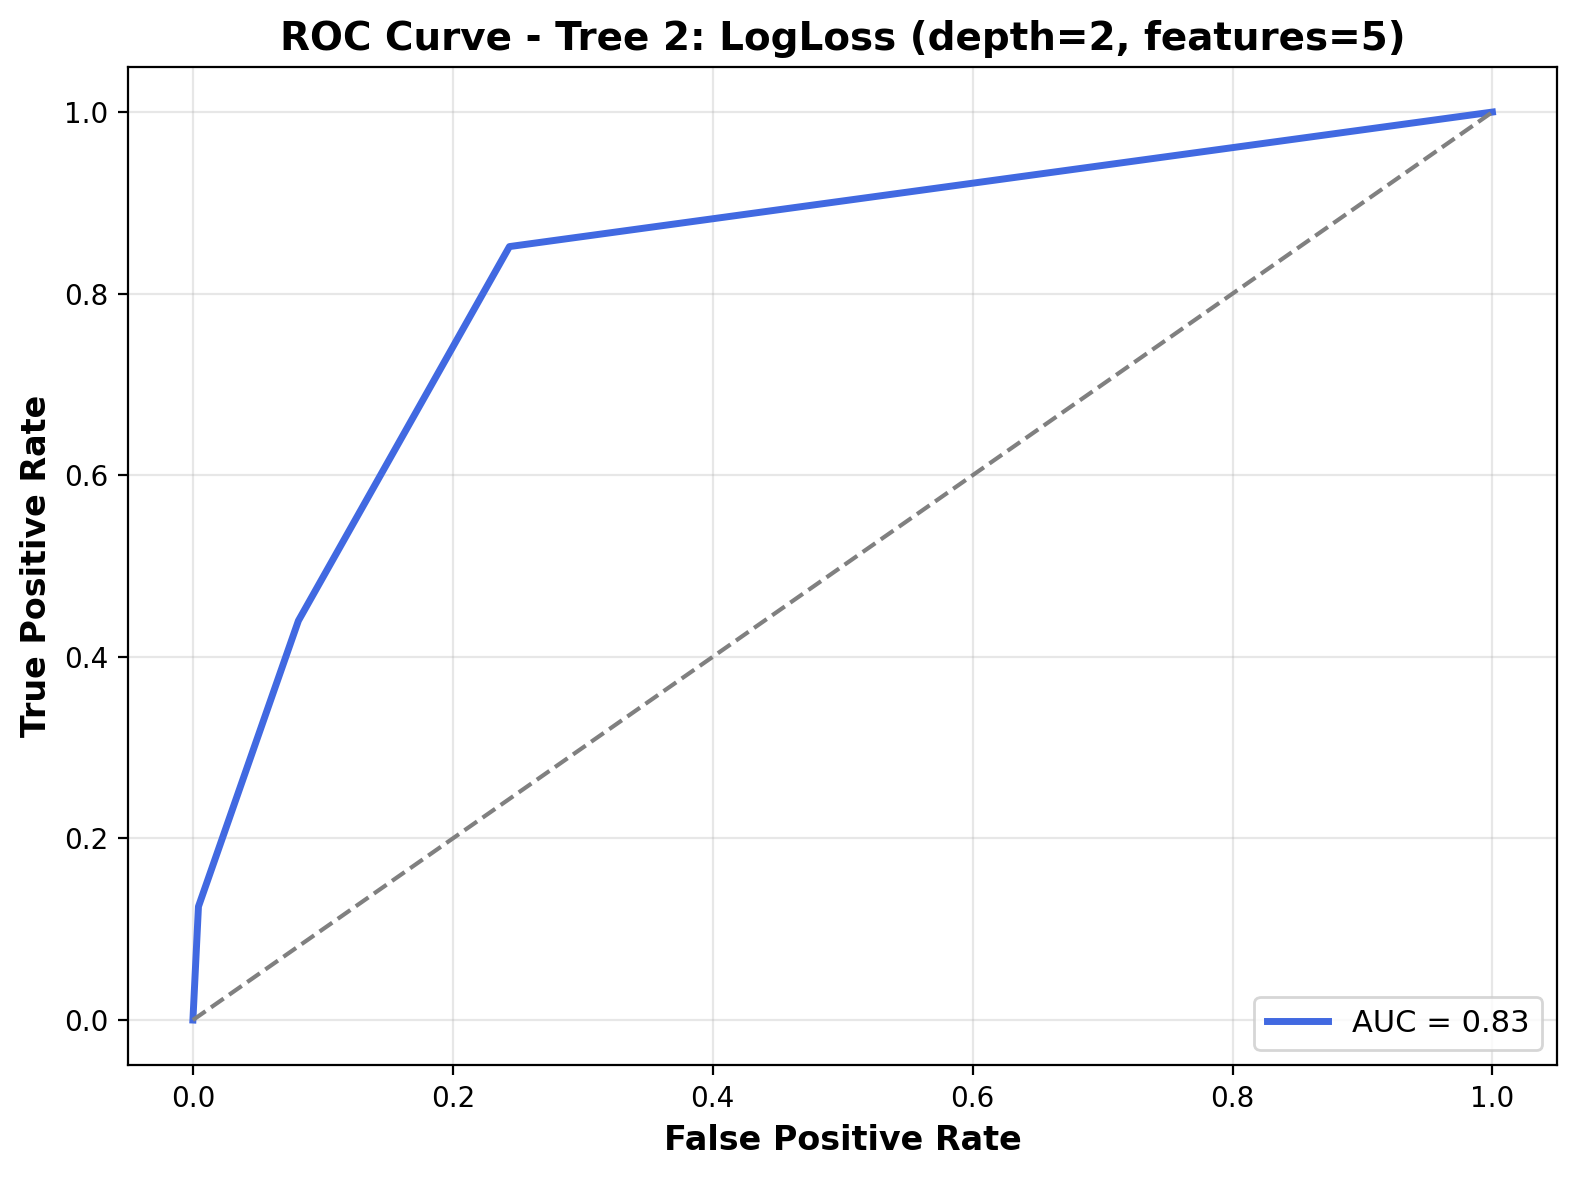 ROC Curve - Tree 2: LogLoss (depth=2, features=5)
True Positive Rate
1.0
0.8
0.6
0.4
0.2
0.0
AUC = 0.83
0.0 0.2 0.4 0.6 0.8 1.0
False Positive Rate